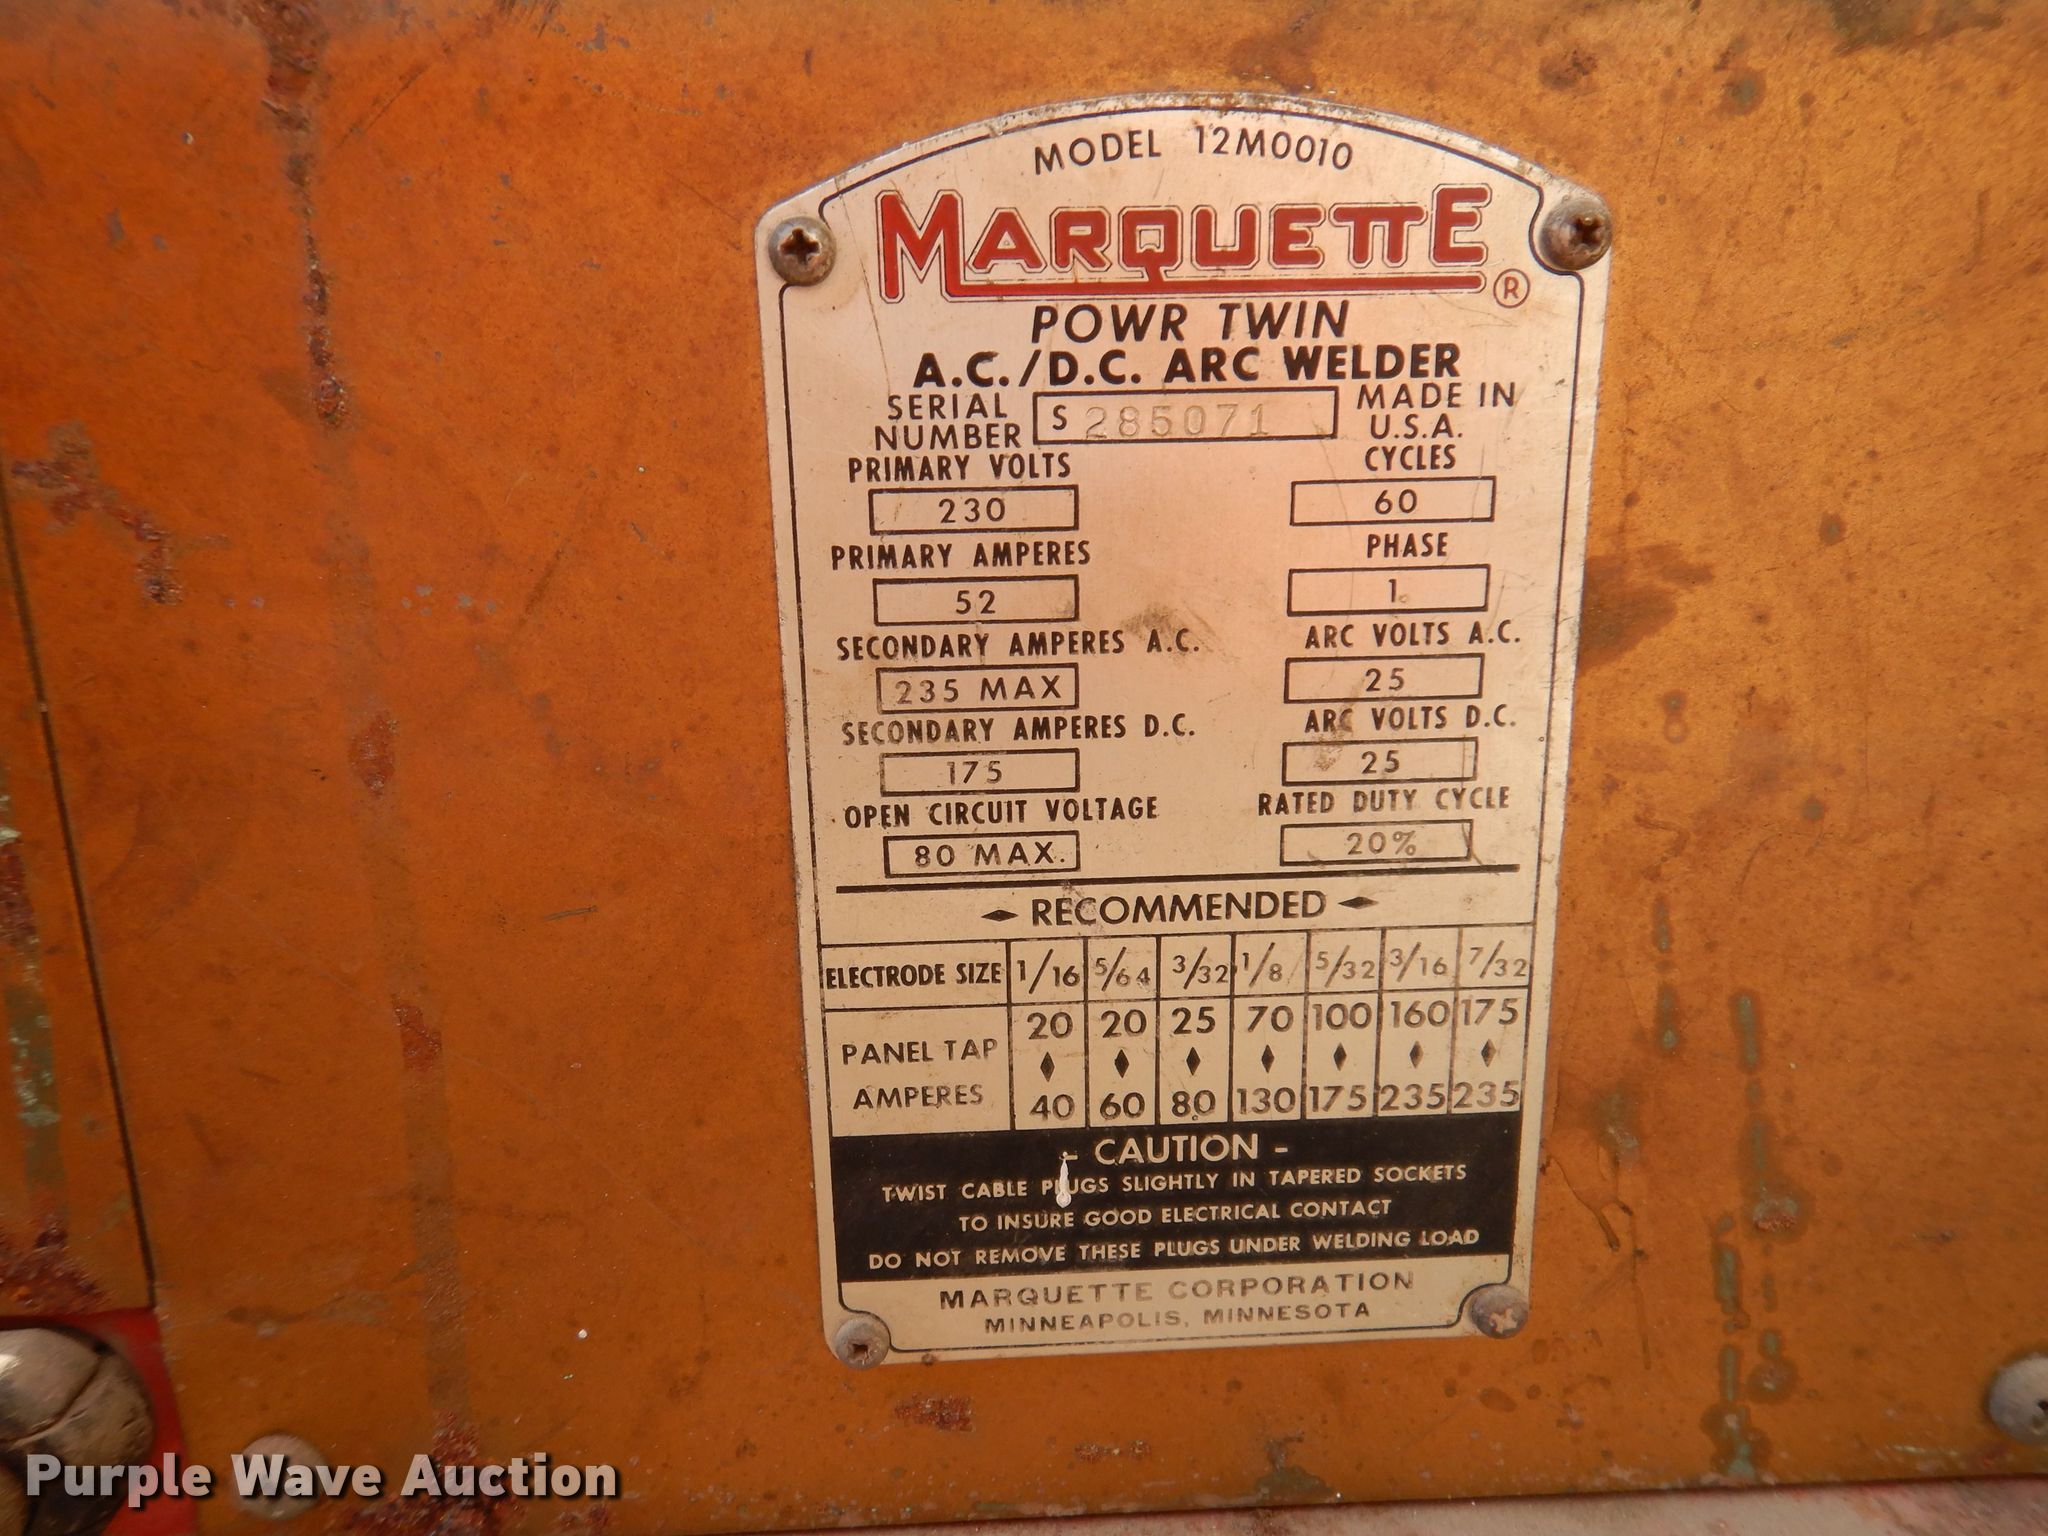 MODEL 12M0010
MARQUETTE ®
POWR TWIN
A.C./D.C. ARC WELDER
SERIAL NUMBER S 285071 MADE IN U.S.A.
PRIMARY VOLTS CYCLES
230 60
PRIMARY AMPERES PHASE
52 1
SECONDARY AMPERES A.C. ARC VOLTS A.C.
235 MAX 25
SECONDARY AMPERES D.C. ARC VOLTS D.C.
175 25
OPEN CIRCUIT VOLTAGE RATED DUTY CYCLE
80 MAX. 20%
RECOMMENDED
ELECTRODE SIZE 1/16 5/64 3/32 1/8 5/32 3/16 7/32
20 20 25 70 100 160 175
PANEL TAP
AMPERES 40 60 80 130 175 235 235
- CAUTION -
TWIST CABLE PLUGS SLIGHTLY IN TAPERED SOCKETS
TO INSURE GOOD ELECTRICAL CONTACT
DO NOT REMOVE THESE PLUGS UNDER WELDING LOAD
MARQUETTE CORPORATION
MINNEAPOLIS, MINNESOTA
Purple Wave Auction